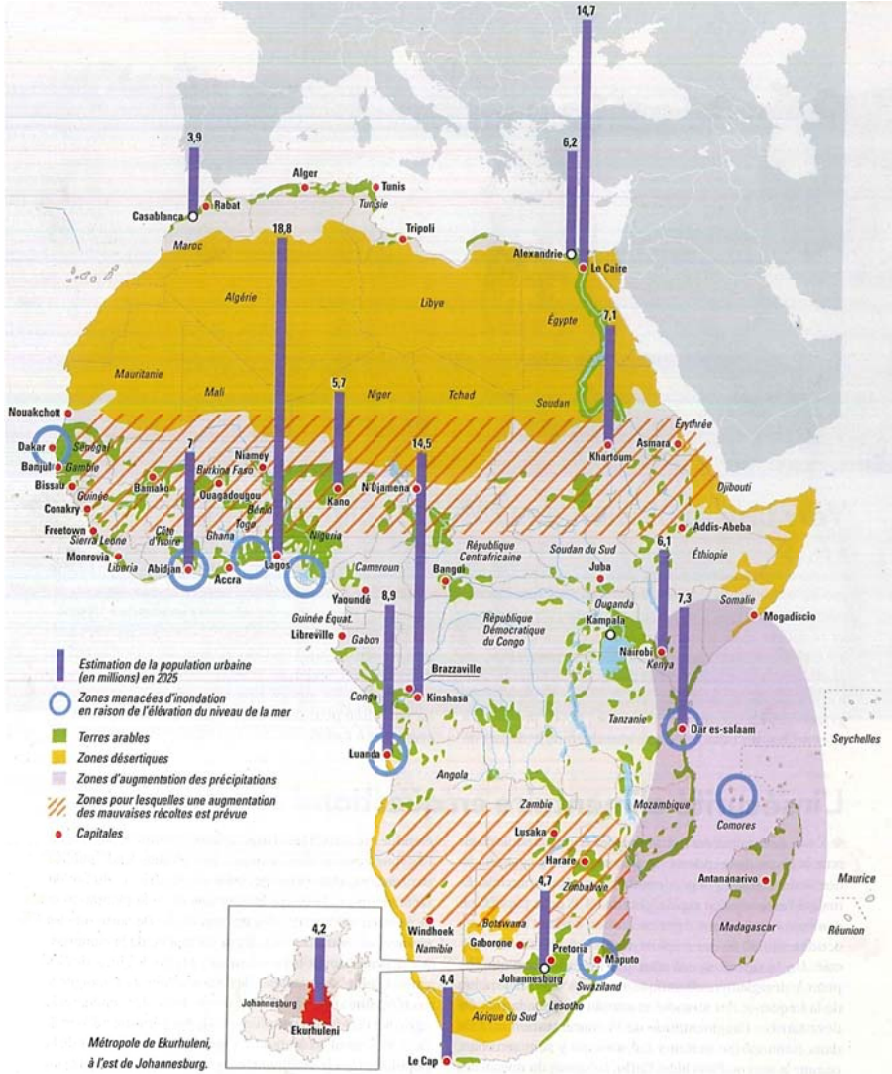 14,7
3,9
6,2
Alger
Tunis
Rabat
Tunisie
Casablanca
18,8
Tripoli
Maroc
Alexandrie
Le Caire
Algérie
Libye
Égypte
7,1
Mauritanie
5,7
Mali
Niger
Tchad
Soudan
Nouakchot
14,5
Érythrée
Dakar
Sénégal
7
Niamey
Asmara
Khartoum
Banjul
Gambie
Burkina Faso
Bissau
Bamako
Ouagadougou
Kano
N'Djamena
Djibouti
Guinée
Bénin
Conakry
Togo
Addis-Abeba
Freetown
Côte
d'Ivoire
Ghana
Nigeria
Sierra Leone
6,1
République
Centrafricaine
Soudan du Sud
Éthiopie
Monrovia
Liberia
Abidjan
Accra
Lagos
Cameroun
Bangui
Juba
Yaoundé
Ouganda
Somalie
8,9
7,3
Mogadiscio
Guinée Équat.
République
Démocratique
du Congo
Kampala
Libreville
Gabon
Nairobi
Kenya
Estimation de la population urbaine
(en millions) en 2025
Brazzaville
Zones menacées d'inondation
en raison de l'élévation du niveau de la mer
Congo
Kinshasa
Tanzanie
Dar es-salaam
Seychelles
Terres arables
Luanda
Zones désertiques
Angola
Zones d'augmentation des précipitations
Zambie
Mozambique
Comores
Zones pour lesquelles une augmentation
des mauvaises récoltes est prévue
Lusaka
Capitales
Harare
Antananarivo
Maurice
4,7
Zimbabwe
Madagascar
Réunion
Botswana
4,2
Windhoek
Namibie
Gaborone
Pretoria
Maputo
Johannesburg
Swaziland
4,4
Johannesburg
Lesotho
Ekurhuleni
Afrique du Sud
Métropole de Ekurhuleni,
à l'est de Johannesburg.
Le Cap